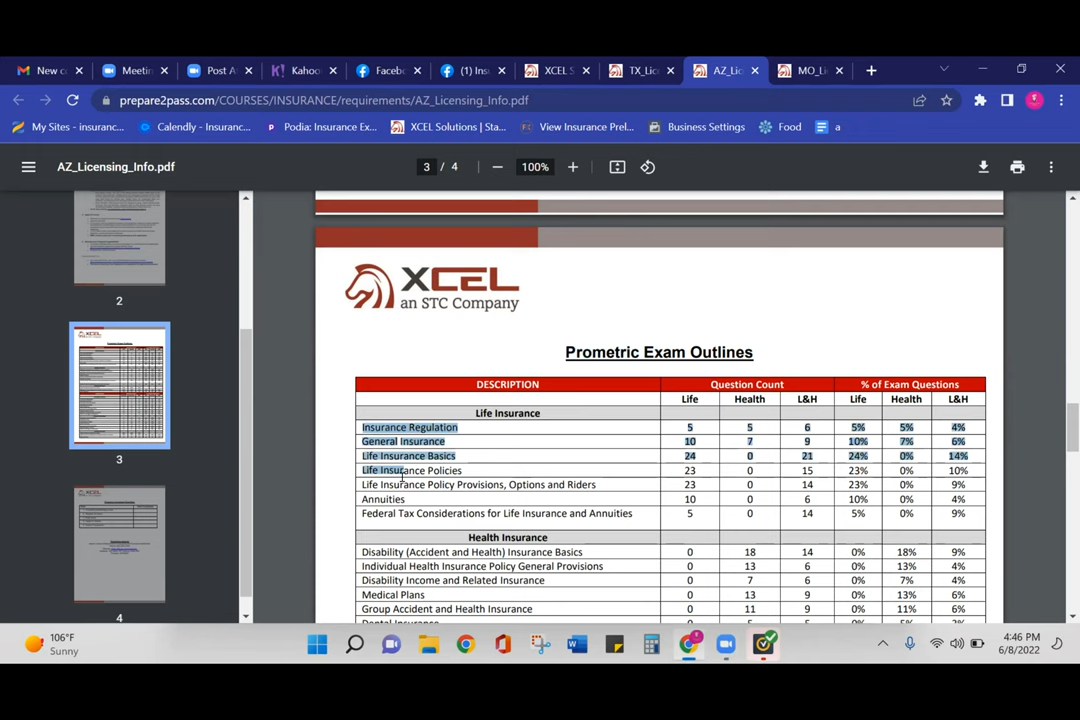 New c
Meetin
Post A
Kahoo
Facebo
(1) Ins
XCEL S
TX_Lic
AZ_Lic
MO_Li
prepare2pass.com/COURSES/INSURANCE/requirements/AZ_Licensing_Info.pdf
My Sites - insuranc...
Calendly - Insuranc...
Podia: Insurance Ex...
XCEL Solutions | Sta...
View Insurance Prel...
Business Settings
Food
a
AZ_Licensing_Info.pdf
3 / 4
100%
2
3
4
XCEL
an STC Company
Prometric Exam Outlines
DESCRIPTION Question Count % of Exam Questions
Life Health L&H Life Health L&H
Life Insurance
Insurance Regulation 5 5 6 5% 5% 4%
General Insurance 10 7 9 10% 7% 6%
Life Insurance Basics 24 0 21 24% 0% 14%
Life Insurance Policies 23 0 15 23% 0% 10%
Life Insurance Policy Provisions, Options and Riders 23 0 14 23% 0% 9%
Annuities 10 0 6 10% 0% 4%
Federal Tax Considerations for Life Insurance and Annuities 5 0 14 5% 0% 9%
Health Insurance
Disability (Accident and Health) Insurance Basics 0 18 14 0% 18% 9%
Individual Health Insurance Policy General Provisions 0 13 6 0% 13% 4%
Disability Income and Related Insurance 0 7 6 0% 7% 4%
Medical Plans 0 13 9 0% 13% 6%
Group Accident and Health Insurance 0 11 9 0% 11% 6%
Dental Insurance
106°F
Sunny
4:46 PM
6/8/2022